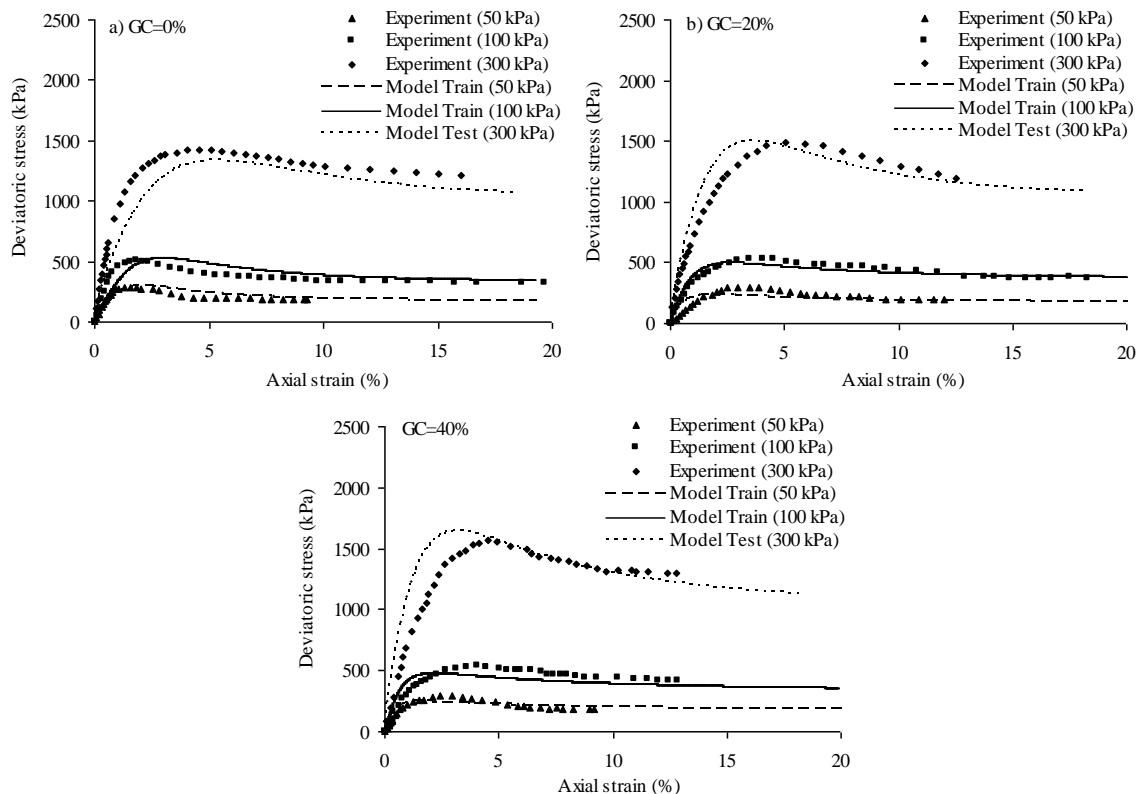 a) GC=0%
Experiment (50 kPa)
Experiment (100 kPa)
Experiment (300 kPa)
Model Train (50 kPa)
Model Train (100 kPa)
Model Test (300 kPa)
Deviatoric stress (kPa)
2500
2000
1500
1000
500
0
0
5
10
15
20
Axial strain (%)
b) GC=20%
Experiment (50 kPa)
Experiment (100 kPa)
Experiment (300 kPa)
Model Train (50 kPa)
Model Train (100 kPa)
Model Test (300 kPa)
Deviatoric stress (kPa)
2500
2000
1500
1000
500
0
0
5
10
15
20
Axial strain (%)
GC=40%
Experiment (50 kPa)
Experiment (100 kPa)
Experiment (300 kPa)
Model Train (50 kPa)
Model Train (100 kPa)
Model Test (300 kPa)
Deviatoric stress (kPa)
2500
2000
1500
1000
500
0
0
5
10
15
20
Axial strain (%)